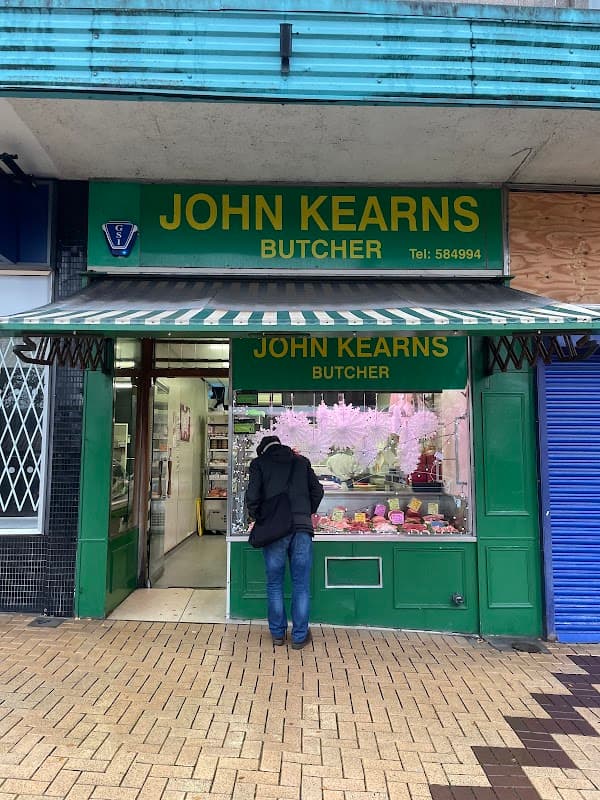 GSI
JOHN KEARNS
BUTCHER
Tel: 584994
JOHN KEARNS
BUTCHER